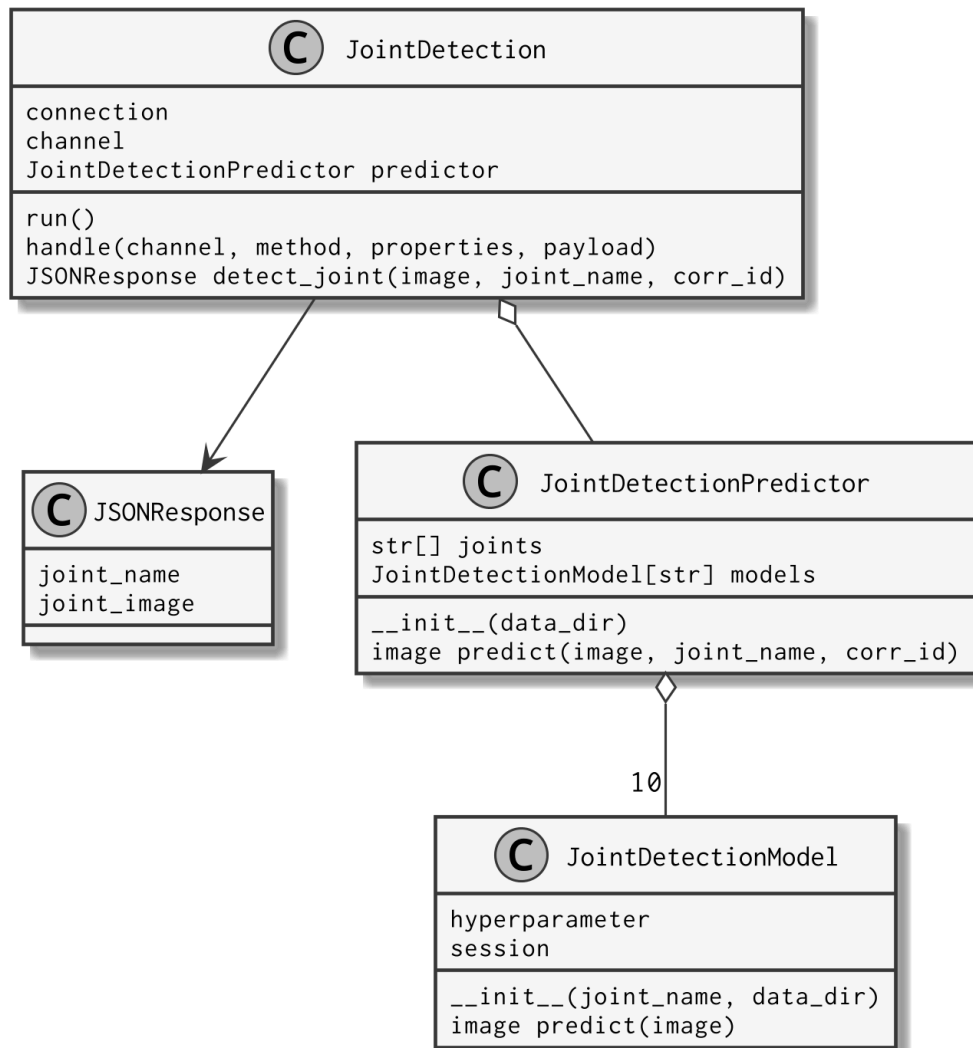 C JointDetection
connection
channel
JointDetectionPredictor predictor
run()
handle(channel, method, properties, payload)
JSONResponse detect_joint(image, joint_name, corr_id)
C JSONResponse
joint_name
joint_image
C JointDetectionPredictor
str[] joints
JointDetectionModel[str] models
__init__(data_dir)
image predict(image, joint_name, corr_id)
10
C JointDetectionModel
hyperparameter
session
__init__(joint_name, data_dir)
image predict(image)